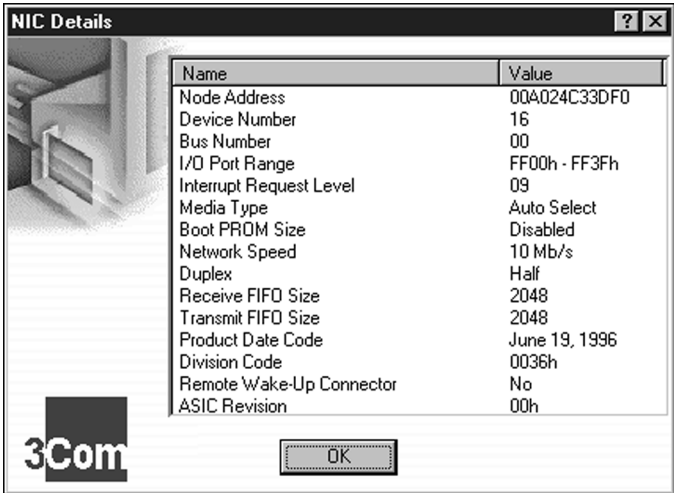 NIC Details
Name Value
Node Address 00A024C33DF0
Device Number 16
Bus Number 00
I/O Port Range FF00h - FF3Fh
Interrupt Request Level 09
Media Type Auto Select
Boot PROM Size Disabled
Network Speed 10 Mb/s
Duplex Half
Receive FIFO Size 2048
Transmit FIFO Size 2048
Product Date Code June 19, 1996
Division Code 0036h
Remote Wake-Up Connector No
ASIC Revision 00h
3Com
OK